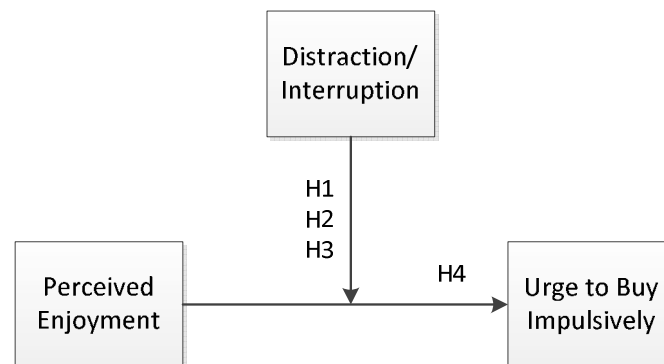 Distraction/
Interruption
H1
H2
H3
H4
Perceived
Enjoyment
Urge to Buy
Impulsively